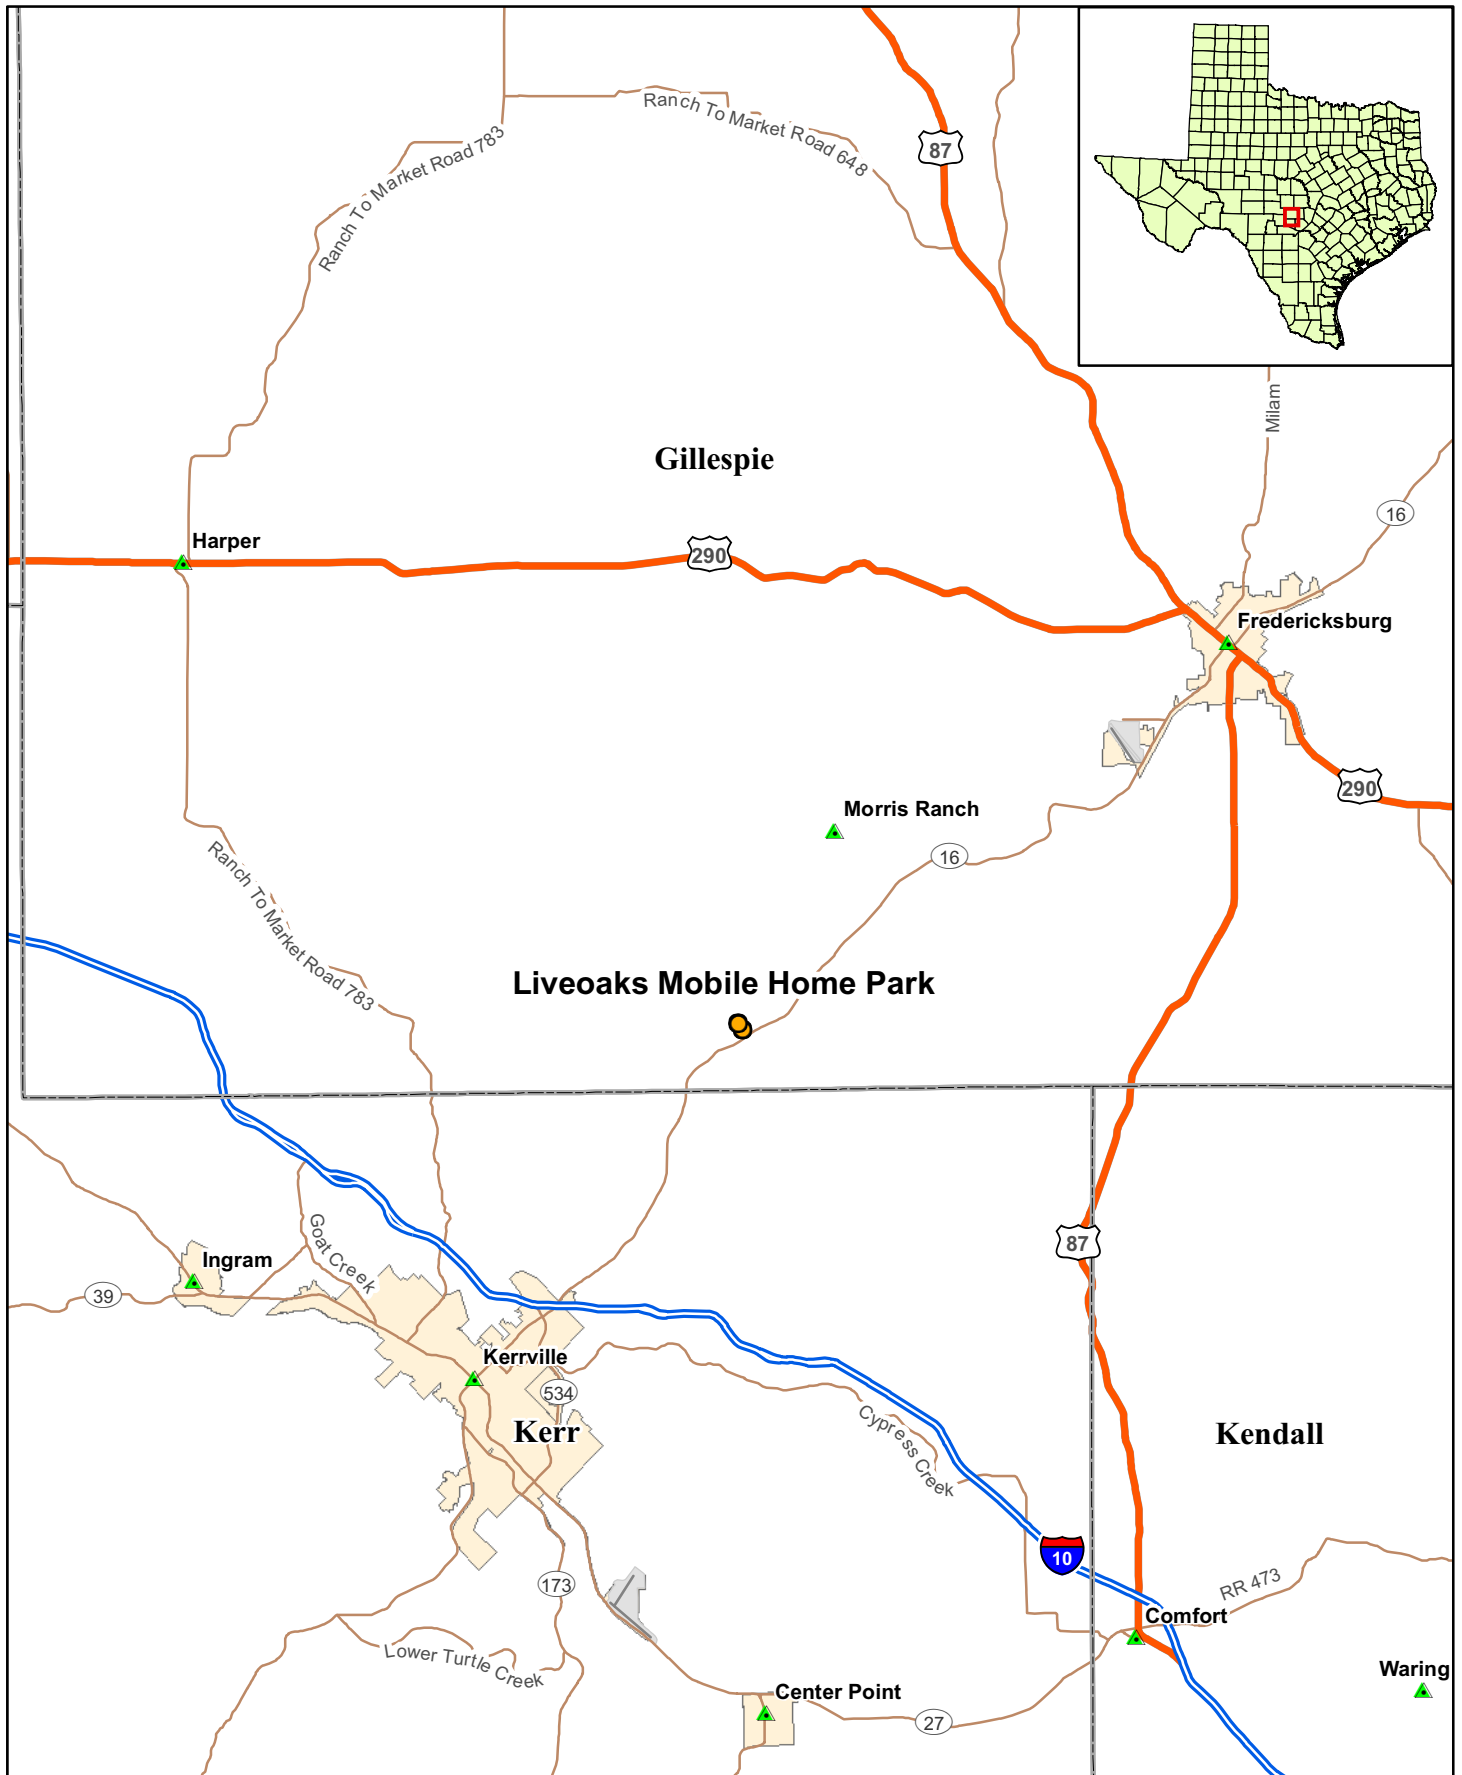 Ranch To Market Road 648
Ranch To Market Road 783
87
Milam
Gillespie
16
Harper
290
Fredericksburg
290
Morris Ranch
16
Ranch To Market Road 783
Liveoaks Mobile Home Park
87
Goat Creek
Ingram
39
Kerrville
534
Kerr
Cypress Creek
Kendall
10
173
RR 473
Comfort
Lower Turtle Creek
Waring
Center Point
27